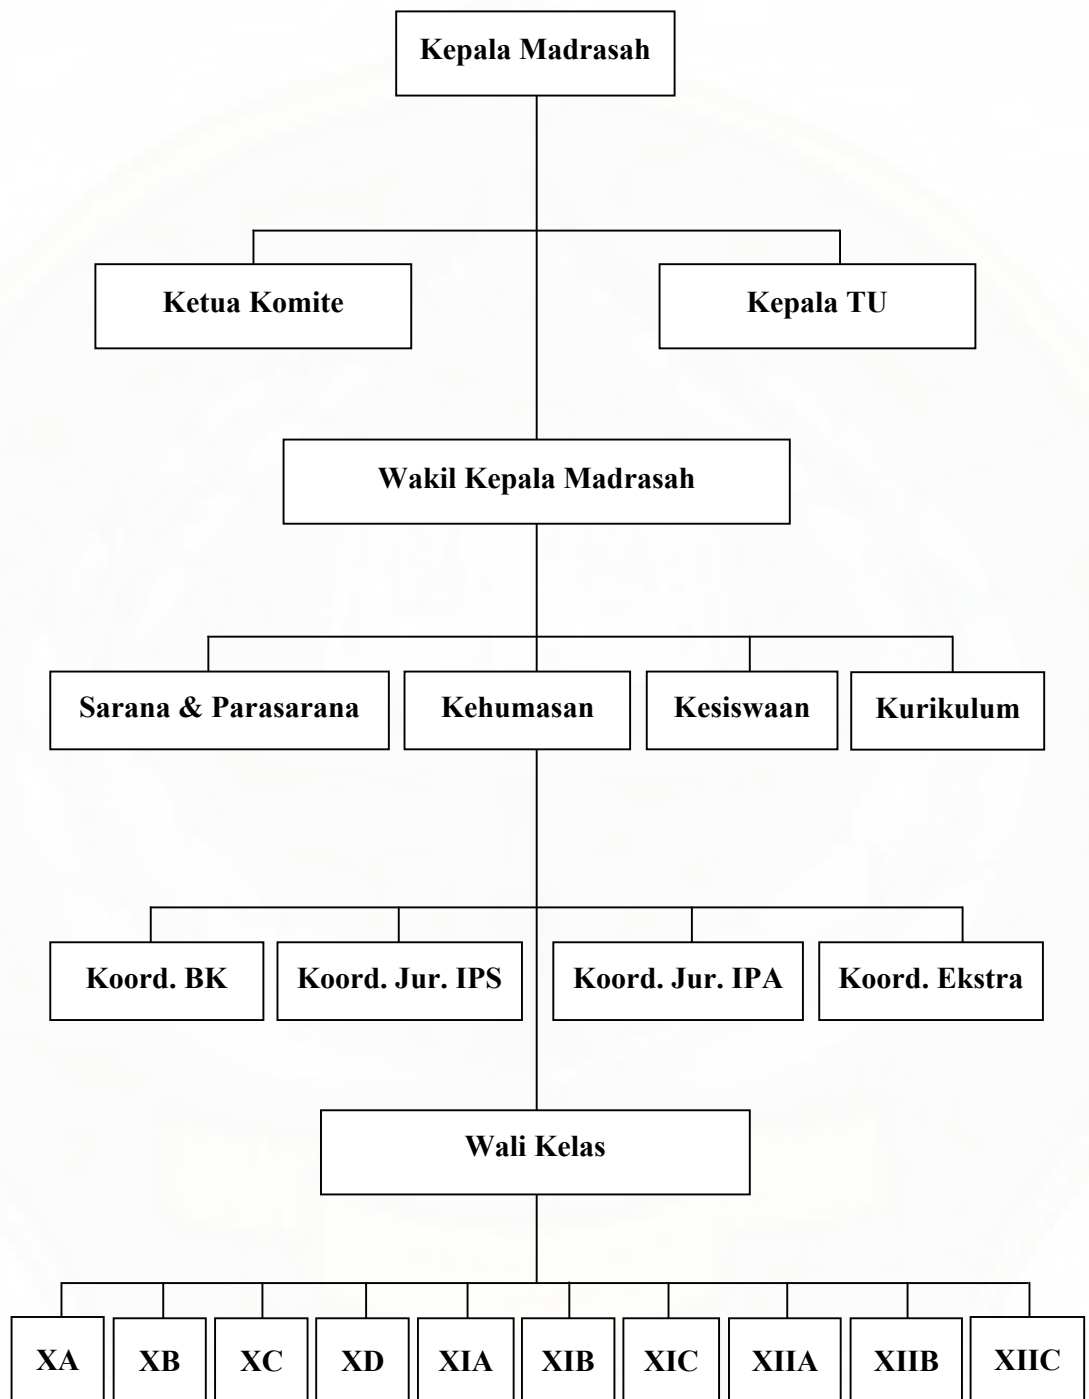 Kepala Madrasah
Ketua Komite
Kepala TU
Wakil Kepala Madrasah
Sarana & Parasarana
Kehumasan
Kesiswaan
Kurikulum
Koord. BK
Koord. Jur. IPS
Koord. Jur. IPA
Koord. Ekstra
Wali Kelas
XA
XB
XC
XD
XIA
XIB
XIC
XIIA
XIIB
XIIC